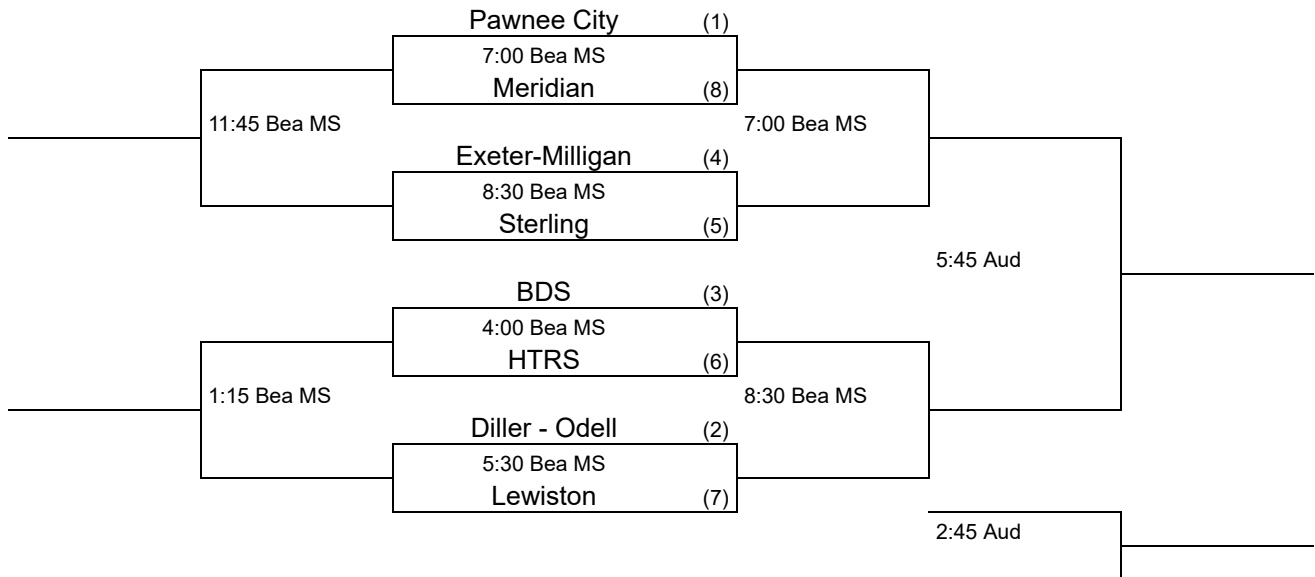 Pawnee City (1)
7:00 Bea MS
Meridian (8)
11:45 Bea MS
7:00 Bea MS
Exeter-Milligan (4)
8:30 Bea MS
Sterling (5)
5:45 Aud
BDS (3)
4:00 Bea MS
HTRS (6)
1:15 Bea MS
8:30 Bea MS
Diller - Odell (2)
5:30 Bea MS
Lewiston (7)
2:45 Aud